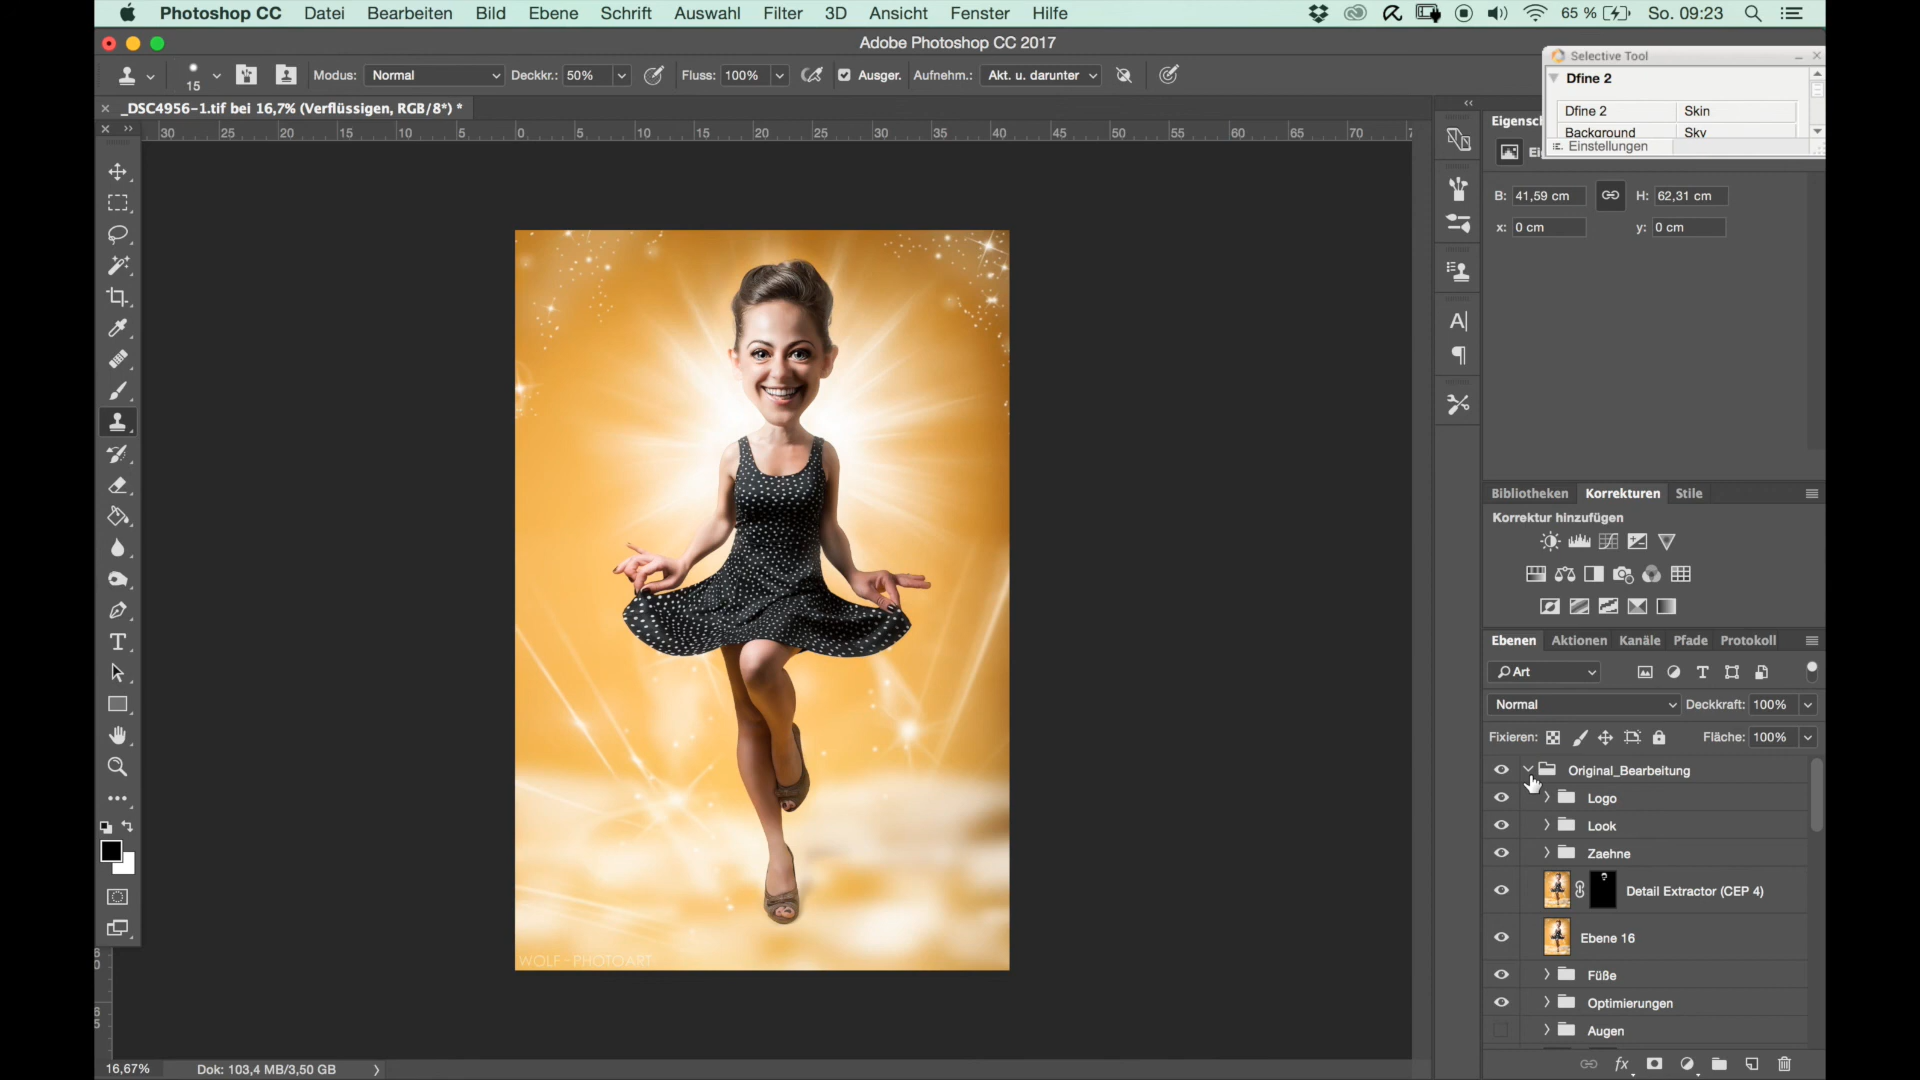 Photoshop CC Datei Bearbeiten Bild Ebene Schrift Auswahl Filter 3D Ansicht Fenster Hilfe 65 % So. 09:23
Adobe Photoshop CC 2017
15 Modus: Normal Deckkr.: 50% Fluss: 100% Ausger. Aufnehm.: Akt. u. darunter
Selective Tool
Dfine 2
Dfine 2 Skin
Background Sky
Einstellungen
_DSC4956-1.tif bei 16,7% (Verflüssigen, RGB/8*) *
30 25 20 15 10 5 0 5 10 15 20 25 30 35 40 45 50 55 60 65 70
Eigensch
B: 41,59 cm H: 62,31 cm
x: 0 cm y: 0 cm
Bibliotheken Korrekturen Stile
Korrektur hinzufügen
Ebenen Aktionen Kanäle Pfade Protokoll
Art
Normal Deckkraft: 100%
Fixieren: Fläche: 100%
Original_Bearbeitung
Logo
Look
Zaehne
Detail Extractor (CEP 4)
Ebene 16
Füße
Optimierungen
Augen
WOLF-PHOTOART
16,67% Dok: 103,4 MB/3,50 GB